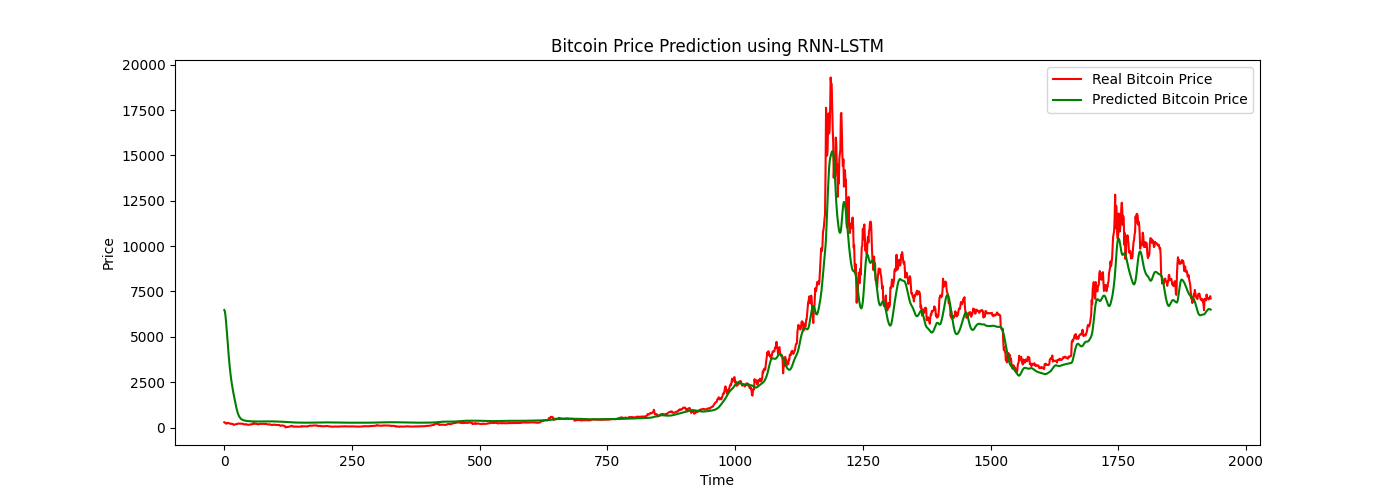 Bitcoin Price Prediction using RNN-LSTM
Real Bitcoin Price
Predicted Bitcoin Price
Price
20000
17500
15000
12500
10000
7500
5000
2500
0
0 250 500 750 1000 1250 1500 1750 2000
Time